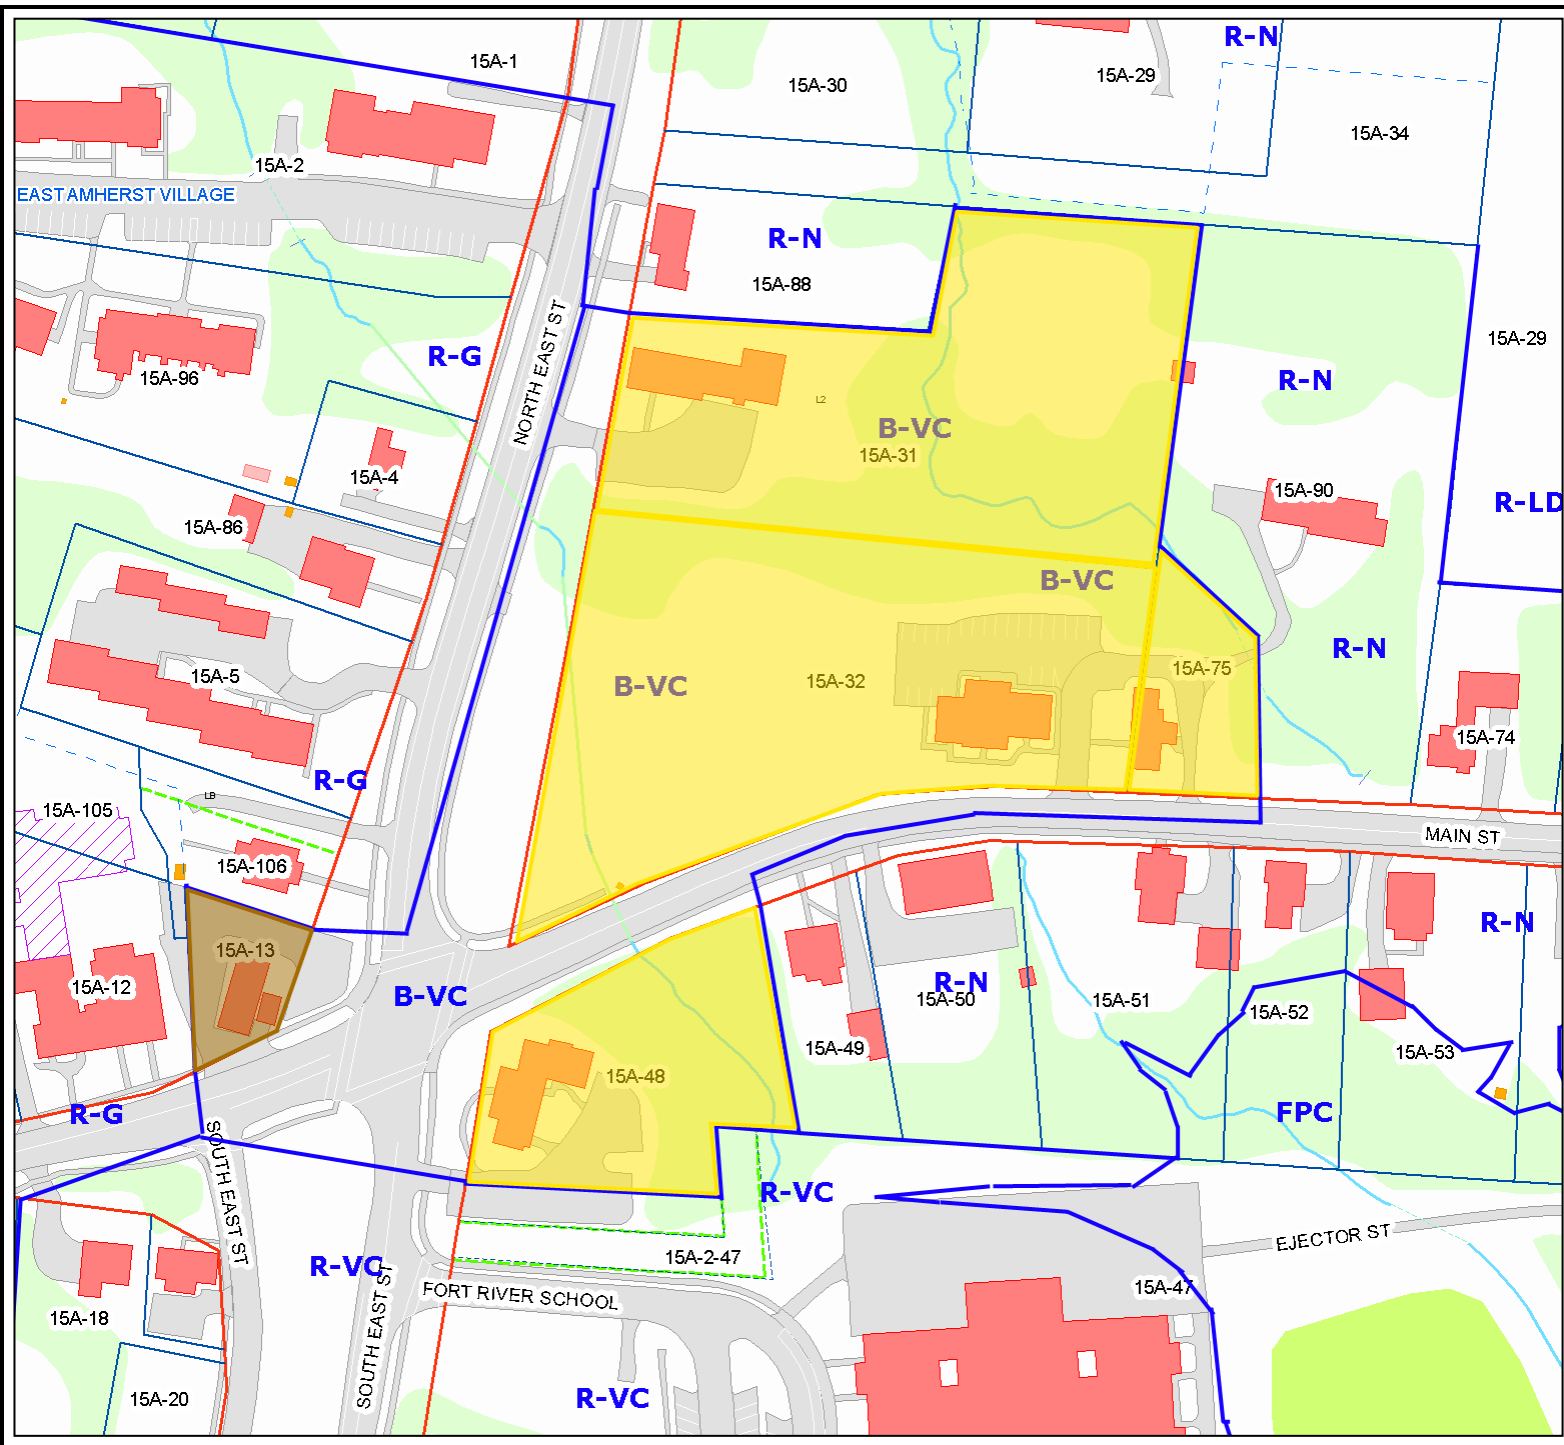 R-N
15A-1
15A-30
15A-29
15A-34
15A-2
EAST AMHERST VILLAGE
R-N
15A-88
NORTH EAST ST
15A-29
R-G
15A-96
R-N
L2
B-VC
15A-31
15A-4
15A-90
R-LD
15A-86
B-VC
R-N
15A-5
B-VC
15A-32
15A-75
15A-74
R-G
LB
15A-105
MAIN ST
15A-106
R-N
15A-13
15A-12
B-VC
R-N
15A-50
15A-51
15A-52
15A-49
15A-53
15A-48
R-G
FPC
SOUTH EAST ST
R-VC
EJECTOR ST
15A-2-47
R-VC
SOUTH EAST ST
FORT RIVER SCHOOL
15A-47
15A-18
R-VC
15A-20